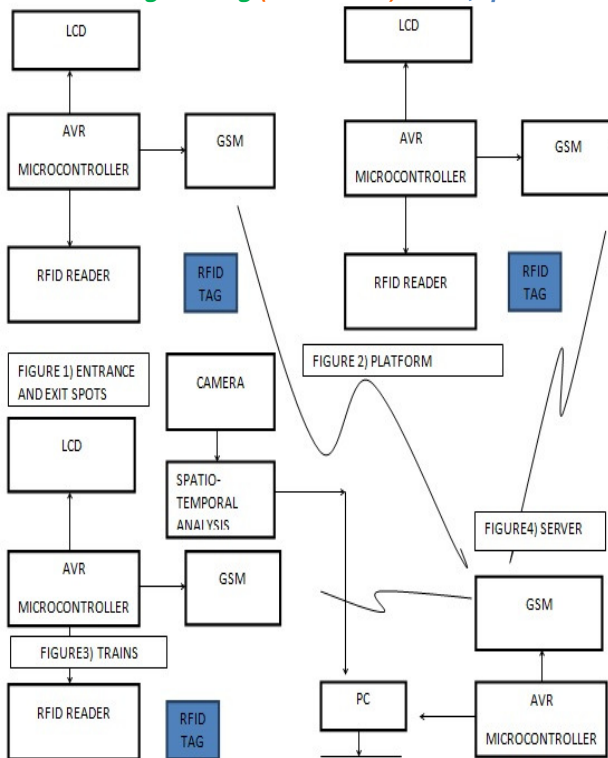 LCD
AVR
MICROCONTROLLER
GSM
RFID READER
RFID
TAG
FIGURE 1) ENTRANCE
AND EXIT SPOTS
LCD
AVR
MICROCONTROLLER
GSM
RFID READER
RFID
TAG
FIGURE 2) PLATFORM
CAMERA
SPATIO-
TEMPORAL
ANALYSIS
LCD
AVR
MICROCONTROLLER
GSM
FIGURE3) TRAINS
RFID READER
RFID
TAG
FIGURE4) SERVER
GSM
PC
AVR
MICROCONTROLLER